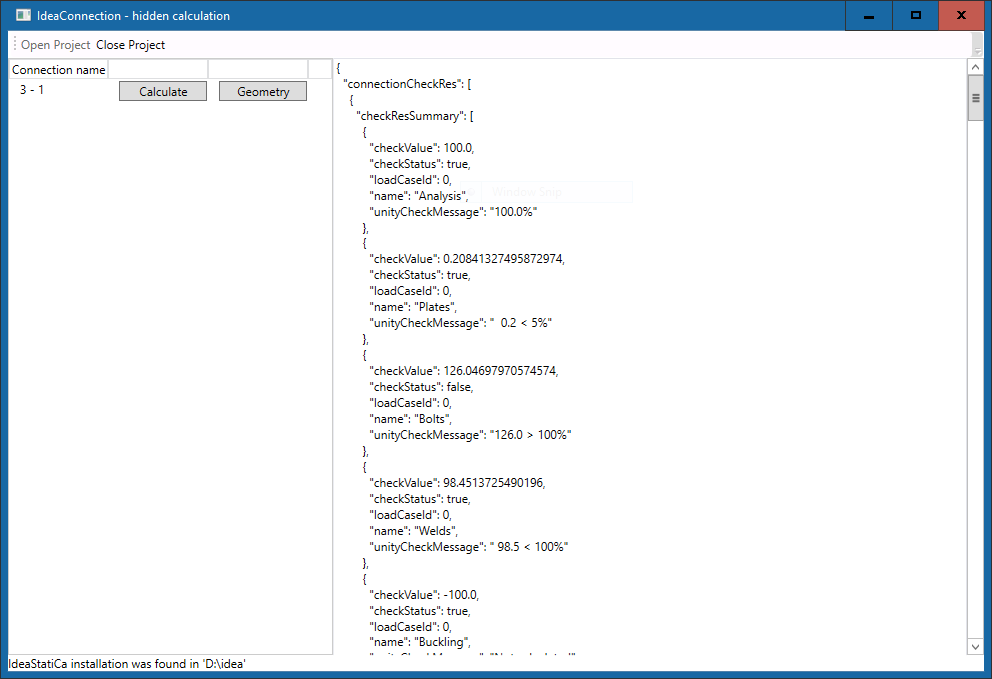 IdeaConnection - hidden calculation
Open Project Close Project
Connection name
3 - 1 Calculate Geometry
{
"connectionCheckRes": [
{
"checkResSummary": [
{
"checkValue": 100.0,
"checkStatus": true,
"loadCaseId": 0,
"name": "Analysis",
"unityCheckMessage": "100.0%"
},
{
"checkValue": 0.20841327495872974,
"checkStatus": true,
"loadCaseId": 0,
"name": "Plates",
"unityCheckMessage": "  0.2 < 5%"
},
{
"checkValue": 126.04697970574574,
"checkStatus": false,
"loadCaseId": 0,
"name": "Bolts",
"unityCheckMessage": "126.0 > 100%"
},
{
"checkValue": 98.4513725490196,
"checkStatus": true,
"loadCaseId": 0,
"name": "Welds",
"unityCheckMessage": " 98.5 < 100%"
},
{
"checkValue": -100.0,
"checkStatus": true,
"loadCaseId": 0,
"name": "Buckling",
IdeaStatiCa installation was found in 'D:\idea'